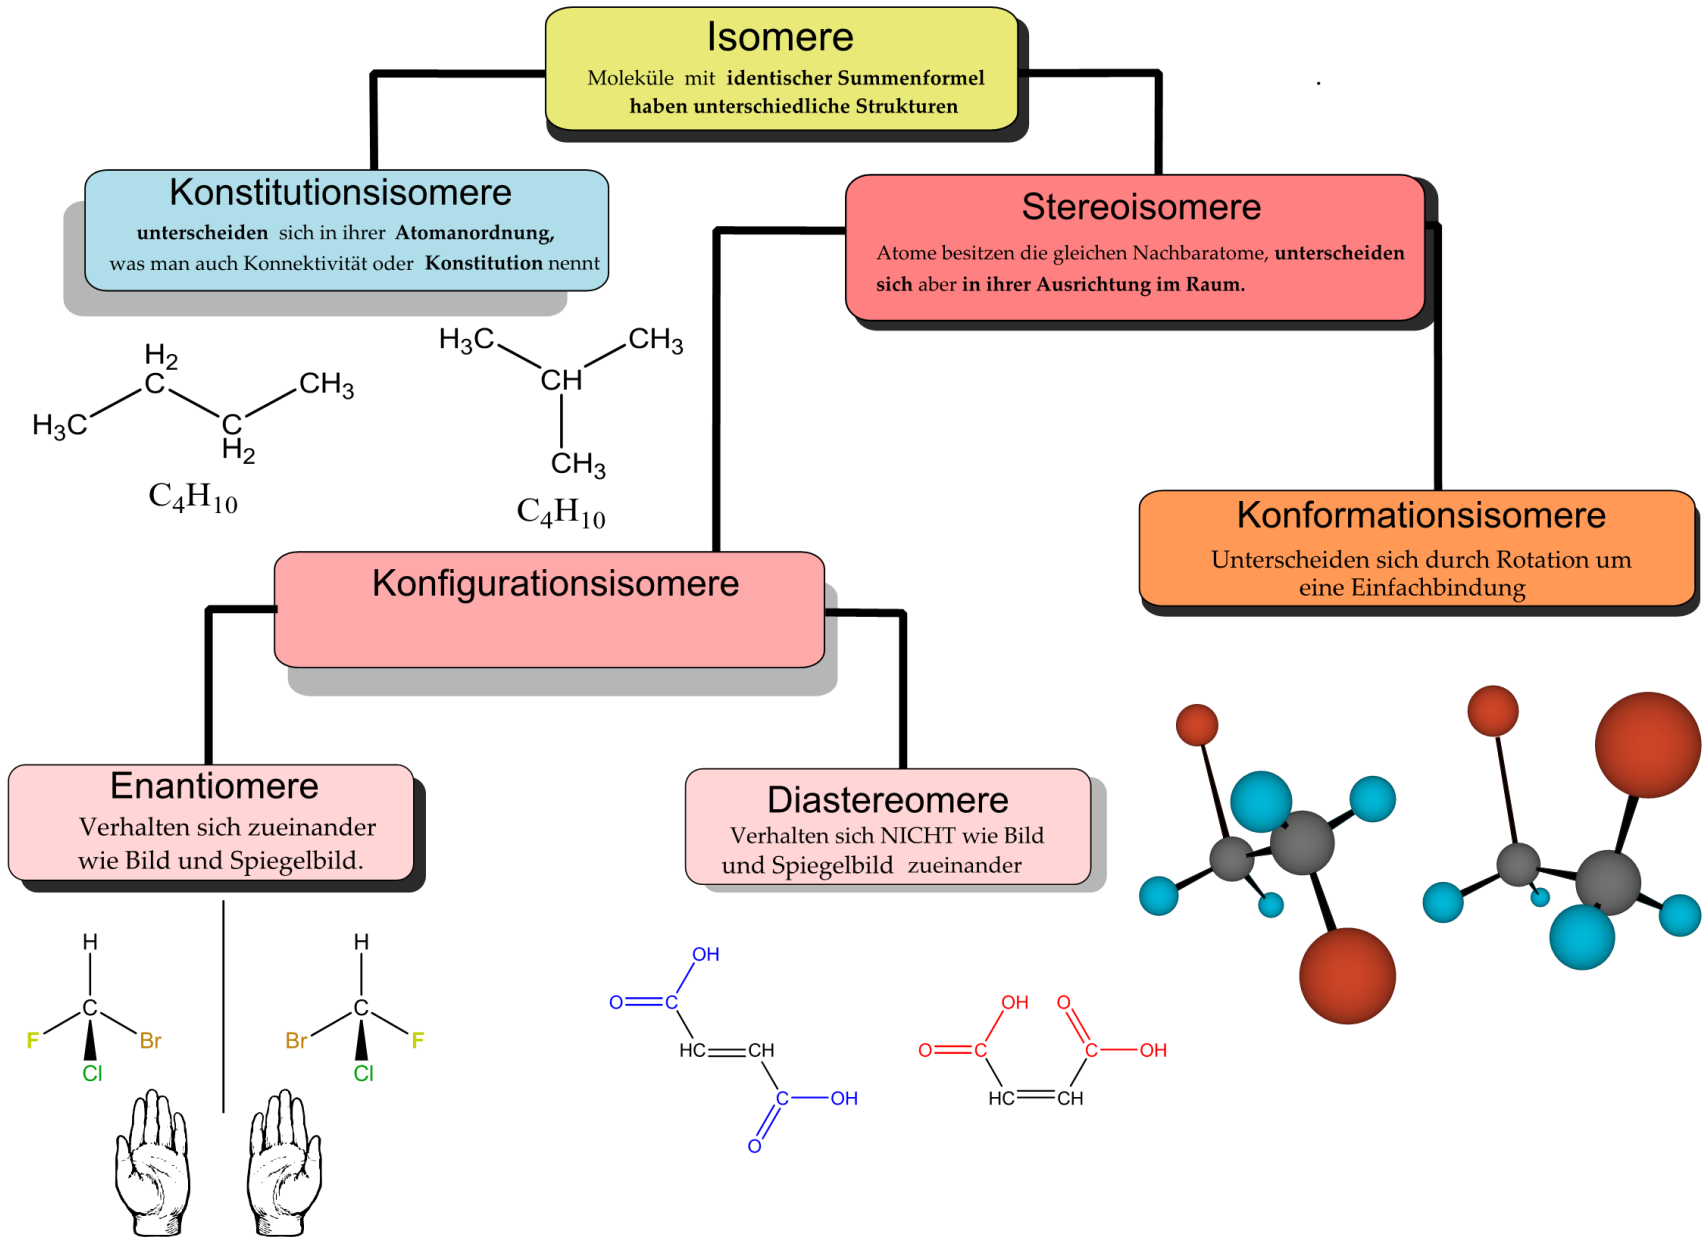 Isomere
Moleküle mit identischer Summenformel
haben unterschiedliche Strukturen
.
Konstitutionsisomere
unterscheiden sich in ihrer Atomanordnung,
was man auch Konnektivität oder Konstitution nennt
Stereoisomere
Atome besitzen die gleichen Nachbaratome, unterscheiden
sich aber in ihrer Ausrichtung im Raum.
H₂
C
CH₃
H₃C
C
H₂
C₄H₁₀
H₃C
CH₃
CH
CH₃
C₄H₁₀
Konformationsisomere
Unterscheiden sich durch Rotation um
eine Einfachbindung
Konfigurationsisomere
Enantiomere
Verhalten sich zueinander
wie Bild und Spiegelbild.
Diastereomere
Verhalten sich NICHT wie Bild
und Spiegelbild zueinander
H
C
F
Br
Cl
H
C
Br
F
Cl
OH
O
C
HC
CH
C
OH
O
OH
O
O
C
C
OH
HC
CH